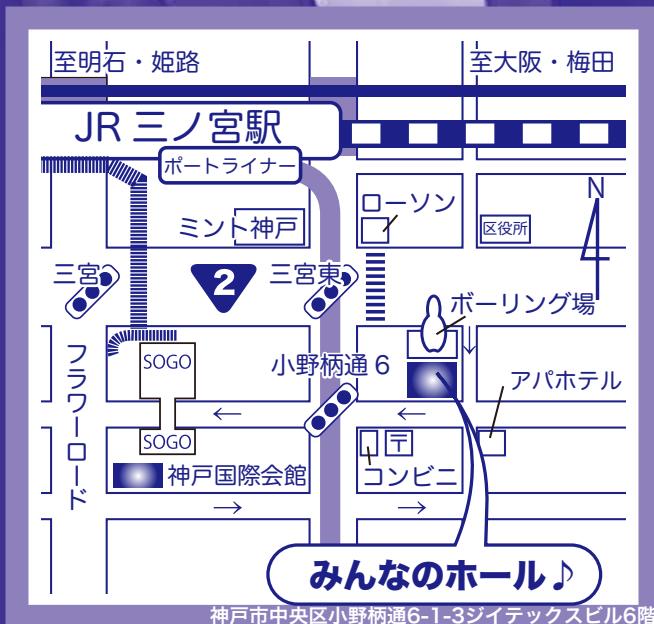 至明石・姫路
至大阪・梅田
JR 三ノ宮駅
ポートライナー
ミント神戸
ローソン
区役所
N
三宮
2
三宮東
ボーリング場
フラワーロード
SOGO
小野柄通 6
アパホテル
←
←
↓
SOGO
〒
神戸国際会館
コンビニ
→
→
みんなのホール♪
神戸市中央区小野柄通6-1-3ジイテックスビル6階